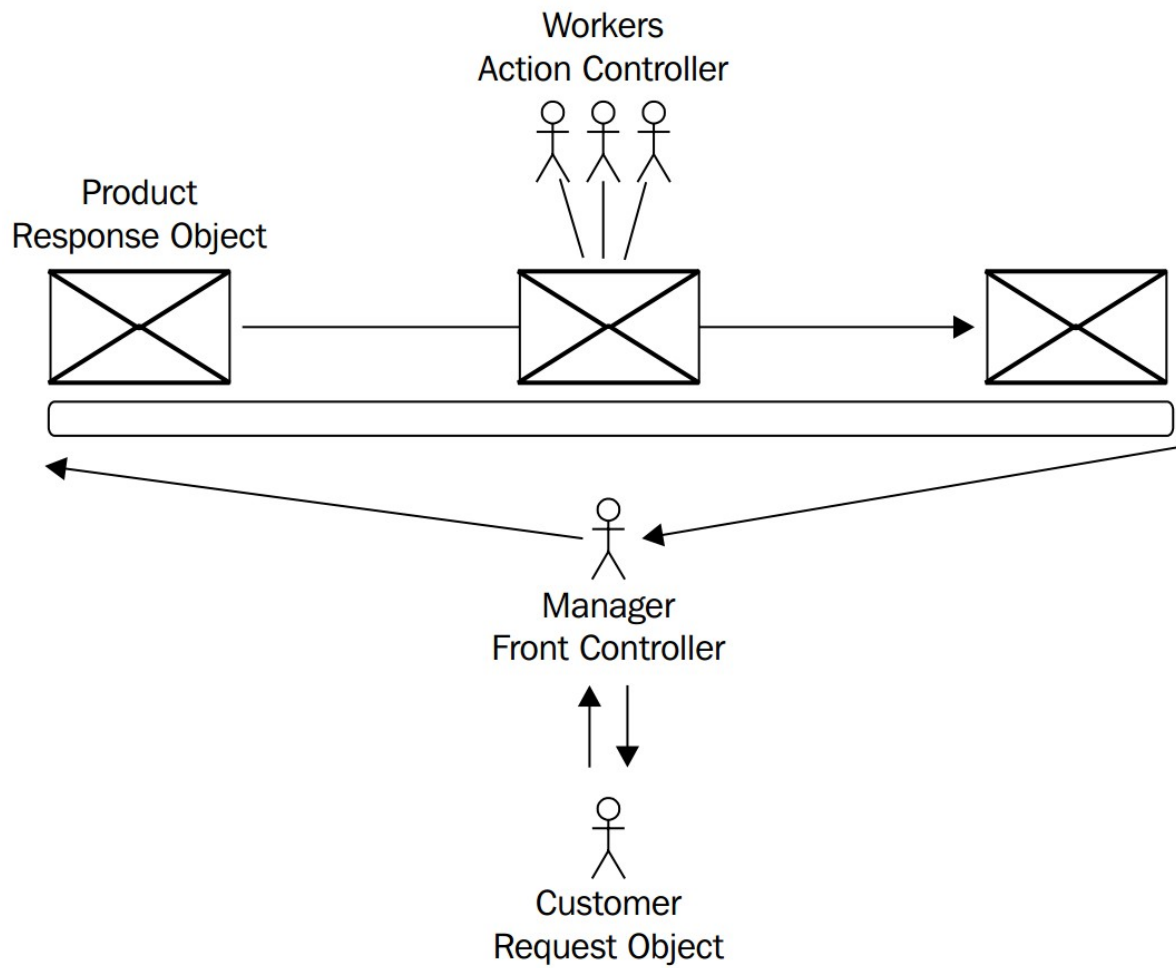 Workers
Action Controller
Product
Response Object
Manager
Front Controller
Customer
Request Object